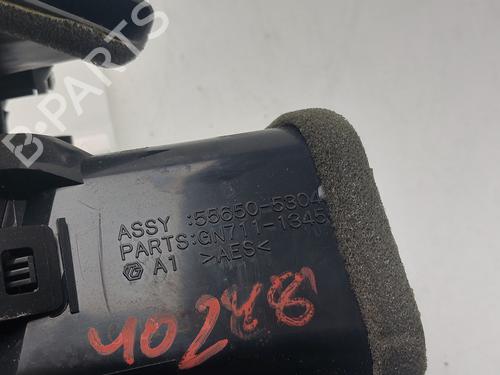 B-PARTS
ASSY :55650-5304
PARTS:GN711-1345
A1 >AES<
40248